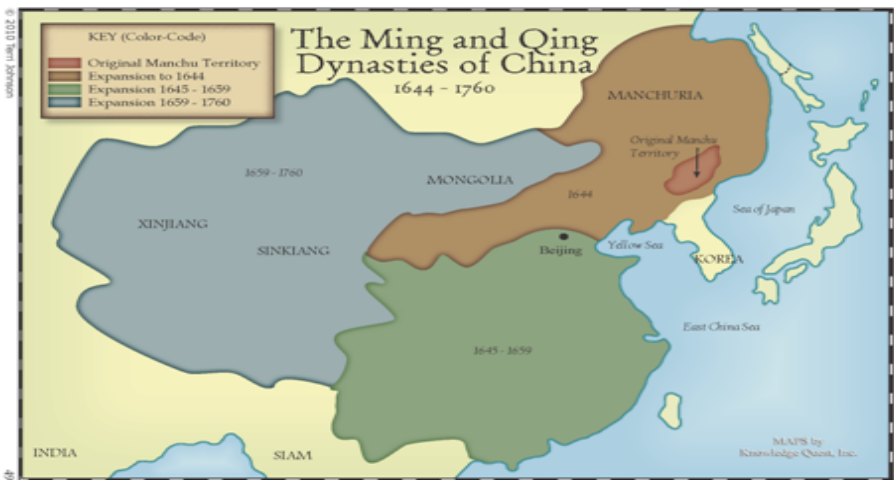 © 2010 Terri Johnson
KEY (Color-Code)
Original Manchu Territory
Expansion to 1644
Expansion 1645 - 1659
Expansion 1659 - 1760
The Ming and Qing
Dynasties of China
1644 - 1760
MANCHURIA
Original Manchu
Territory
1659 - 1760
MONGOLIA
1644
XINJIANG
SINKIANG
Sea of Japan
Beijing
Yellow Sea
KOREA
East China Sea
1645 - 1659
INDIA
SIAM
MAPS by
Knowledge Quest, Inc.
49